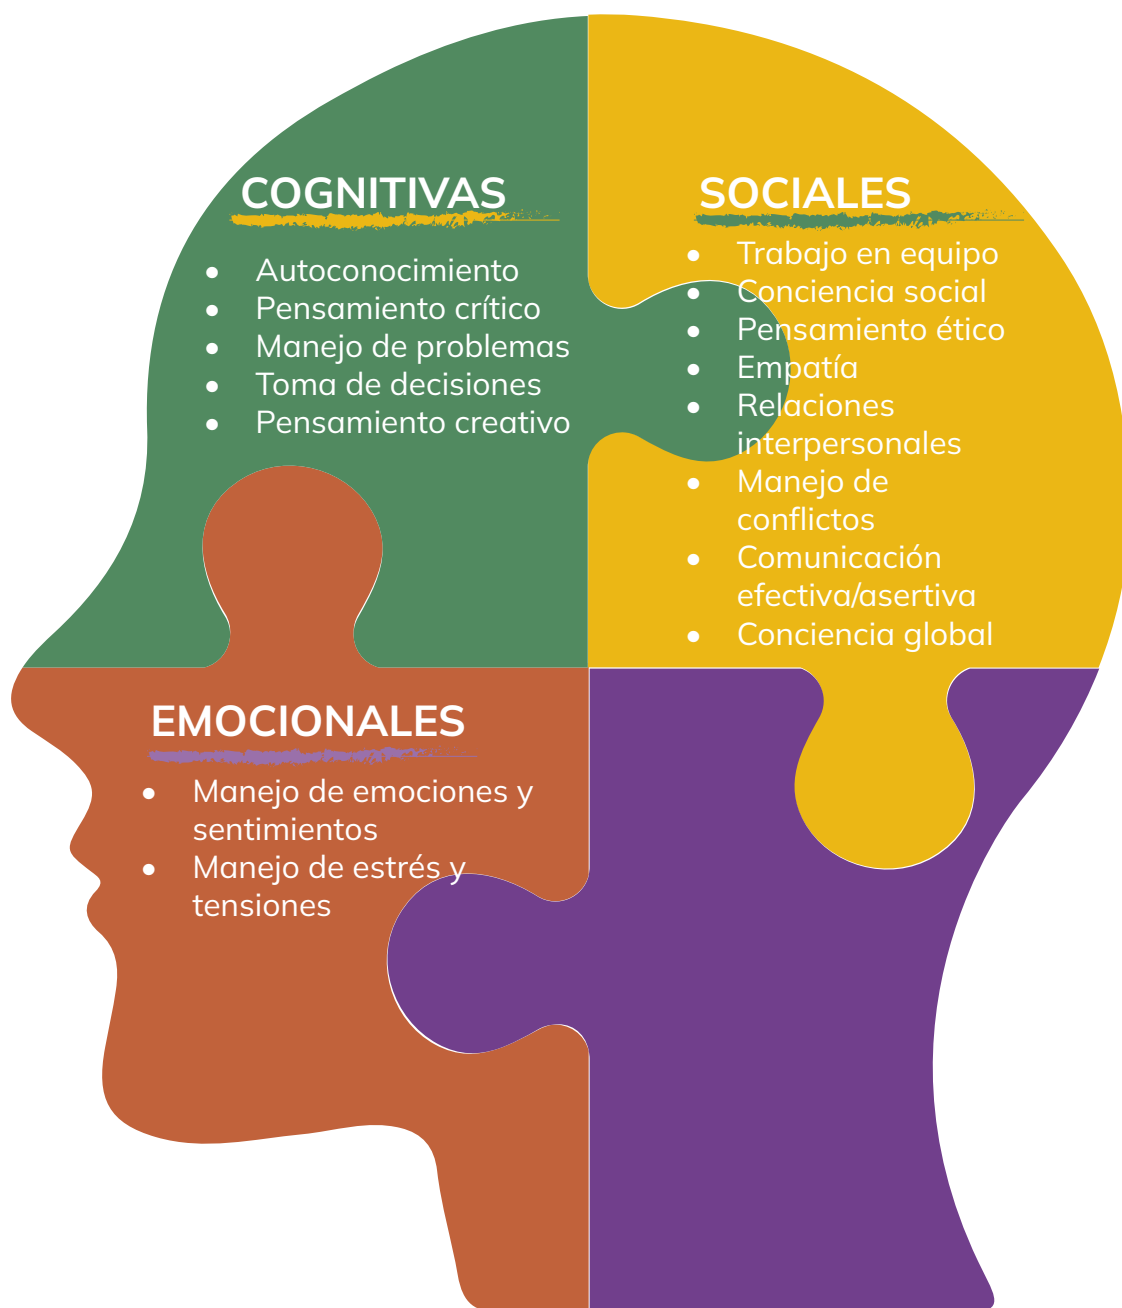 COGNITIVAS
● Autoconocimiento
● Pensamiento crítico
● Manejo de problemas
● Toma de decisiones
● Pensamiento creativo
SOCIALES
● Trabajo en equipo
● Conciencia social
● Pensamiento ético
● Empatía
● Relaciones
interpersonales
● Manejo de
conflictos
● Comunicación
efectiva/asertiva
● Conciencia global
EMOCIONALES
● Manejo de emociones y
sentimientos
● Manejo de estrés y
tensiones